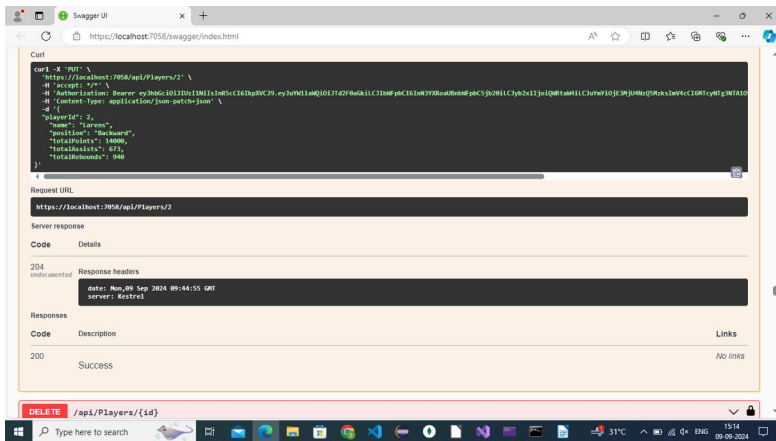 Swagger UI
https://localhost:7058/swagger/index.html
Curl
curl -X 'PUT' \
'https://localhost:7058/api/Players/2' \
-H 'accept: */*' \
-H 'Authorization: Bearer
-H 'Content-Type: application/json-patch+json' \
-d '{
"playerId": 2,
"name": "Larens",
"position": "Backward",
"totalPoints": 14000,
"totalAssists": 673,
"totalRebounds": 940
}'
Request URL
https://localhost:7058/api/Players/2
Server response
Code Details
204
Undocumented
Response headers
date: Mon,09 Sep 2024 09:44:55 GMT
server: Kestrel
Responses
Code Description Links
200 Success No links
DELETE /api/Players/{id}
Type here to search
31°C
ENG
15:14
09-09-2024